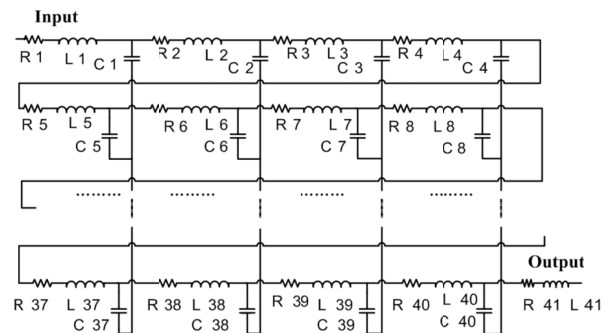 Input
R 1 L 1 C 1 R 2 L 2 C 2 R 3 L 3 C 3 R 4 L 4 C 4
R 5 L 5 C 5 R 6 L 6 C 6 R 7 L 7 C 7 R 8 L 8 C 8
......... ......... ......... .........
Output
R 37 L 37 C 37 R 38 L 38 C 38 R 39 L 39 C 39 R 40 L 40 C 40 R 41 L 41